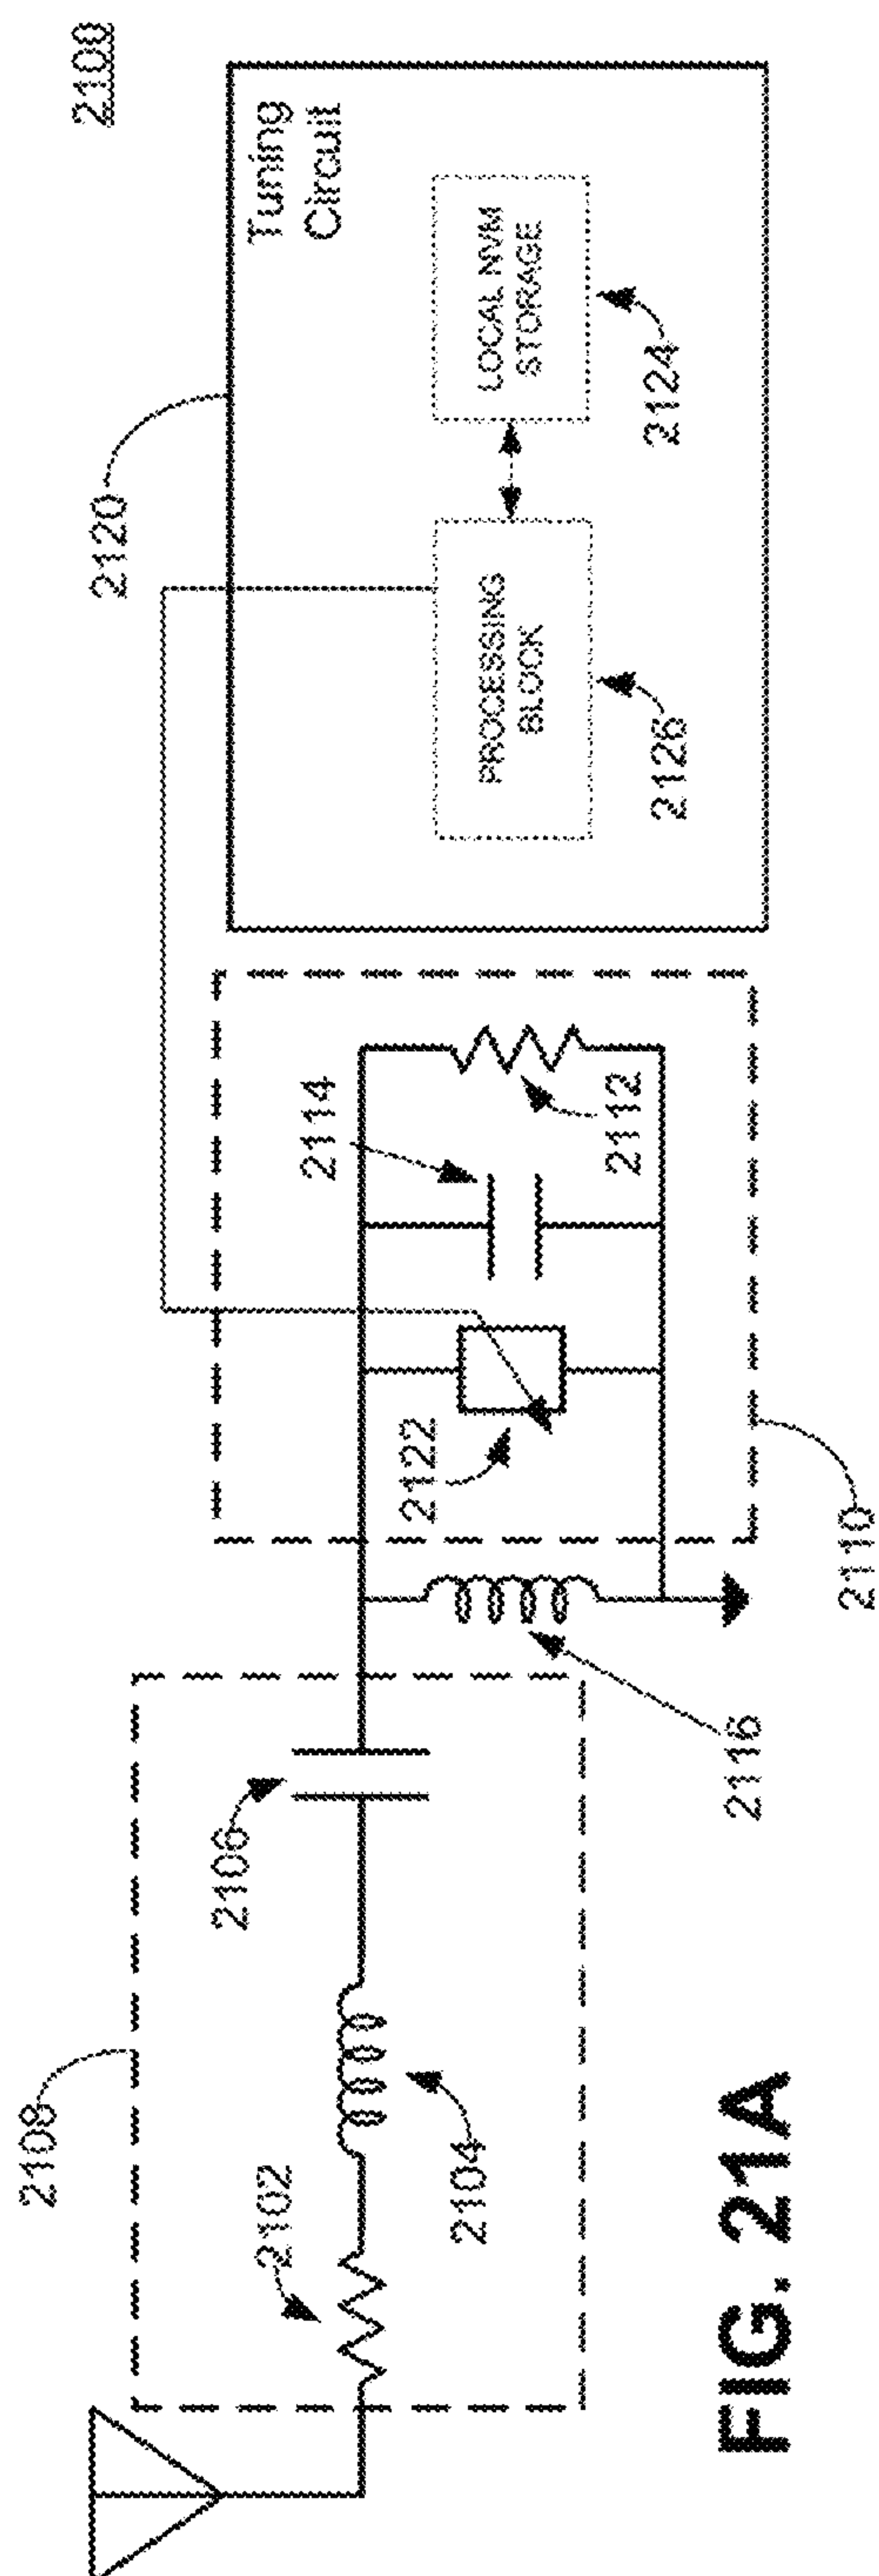 2100
Tuning
Circuit
2120
LOCAL NVM
STORAGE
2124
PROCESSING
BLOCK
2126
2114
2112
2122
2110
2116
2106
2108
2104
2102
FIG. 21A